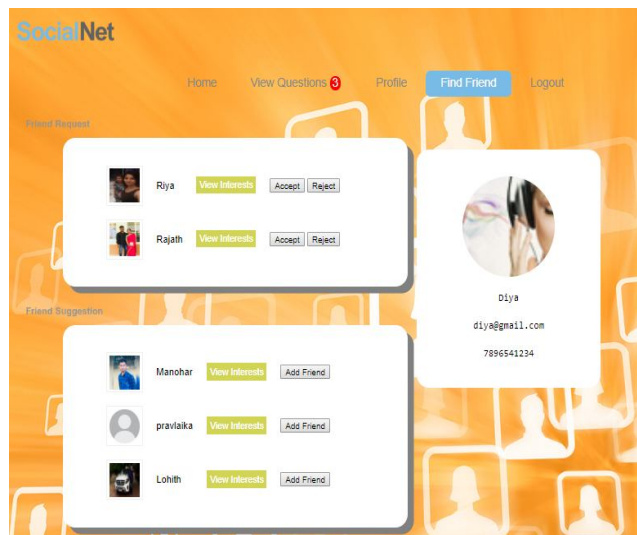 SocialNet
Home View Questions 3 Profile Find Friend Logout
Friend Request
Riya View Interests Accept Reject
Rajath View Interests Accept Reject
Diya
diya@gmail.com
7896541234
Friend Suggestion
Manohar View Interests Add Friend
pravlaika View Interests Add Friend
Lohith View Interests Add Friend